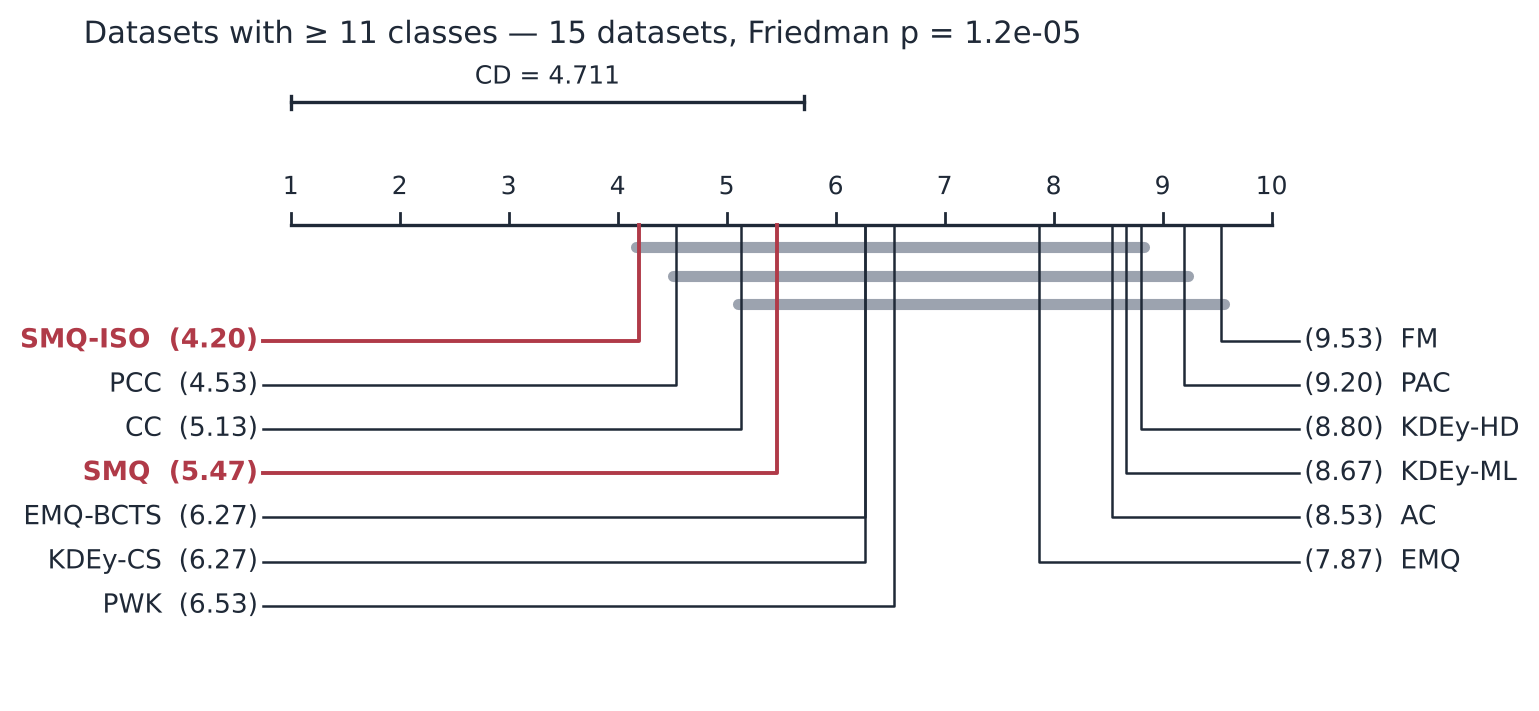 Datasets with ≥ 11 classes — 15 datasets, Friedman p = 1.2e-05
CD = 4.711
1 2 3 4 5 6 7 8 9 10
SMQ-ISO (4.20)
(9.53) FM
PCC (4.53)
(9.20) PAC
CC (5.13)
(8.80) KDEy-HD
SMQ (5.47)
(8.67) KDEy-ML
EMQ-BCTS (6.27)
(8.53) AC
KDEy-CS (6.27)
(7.87) EMQ
PWK (6.53)